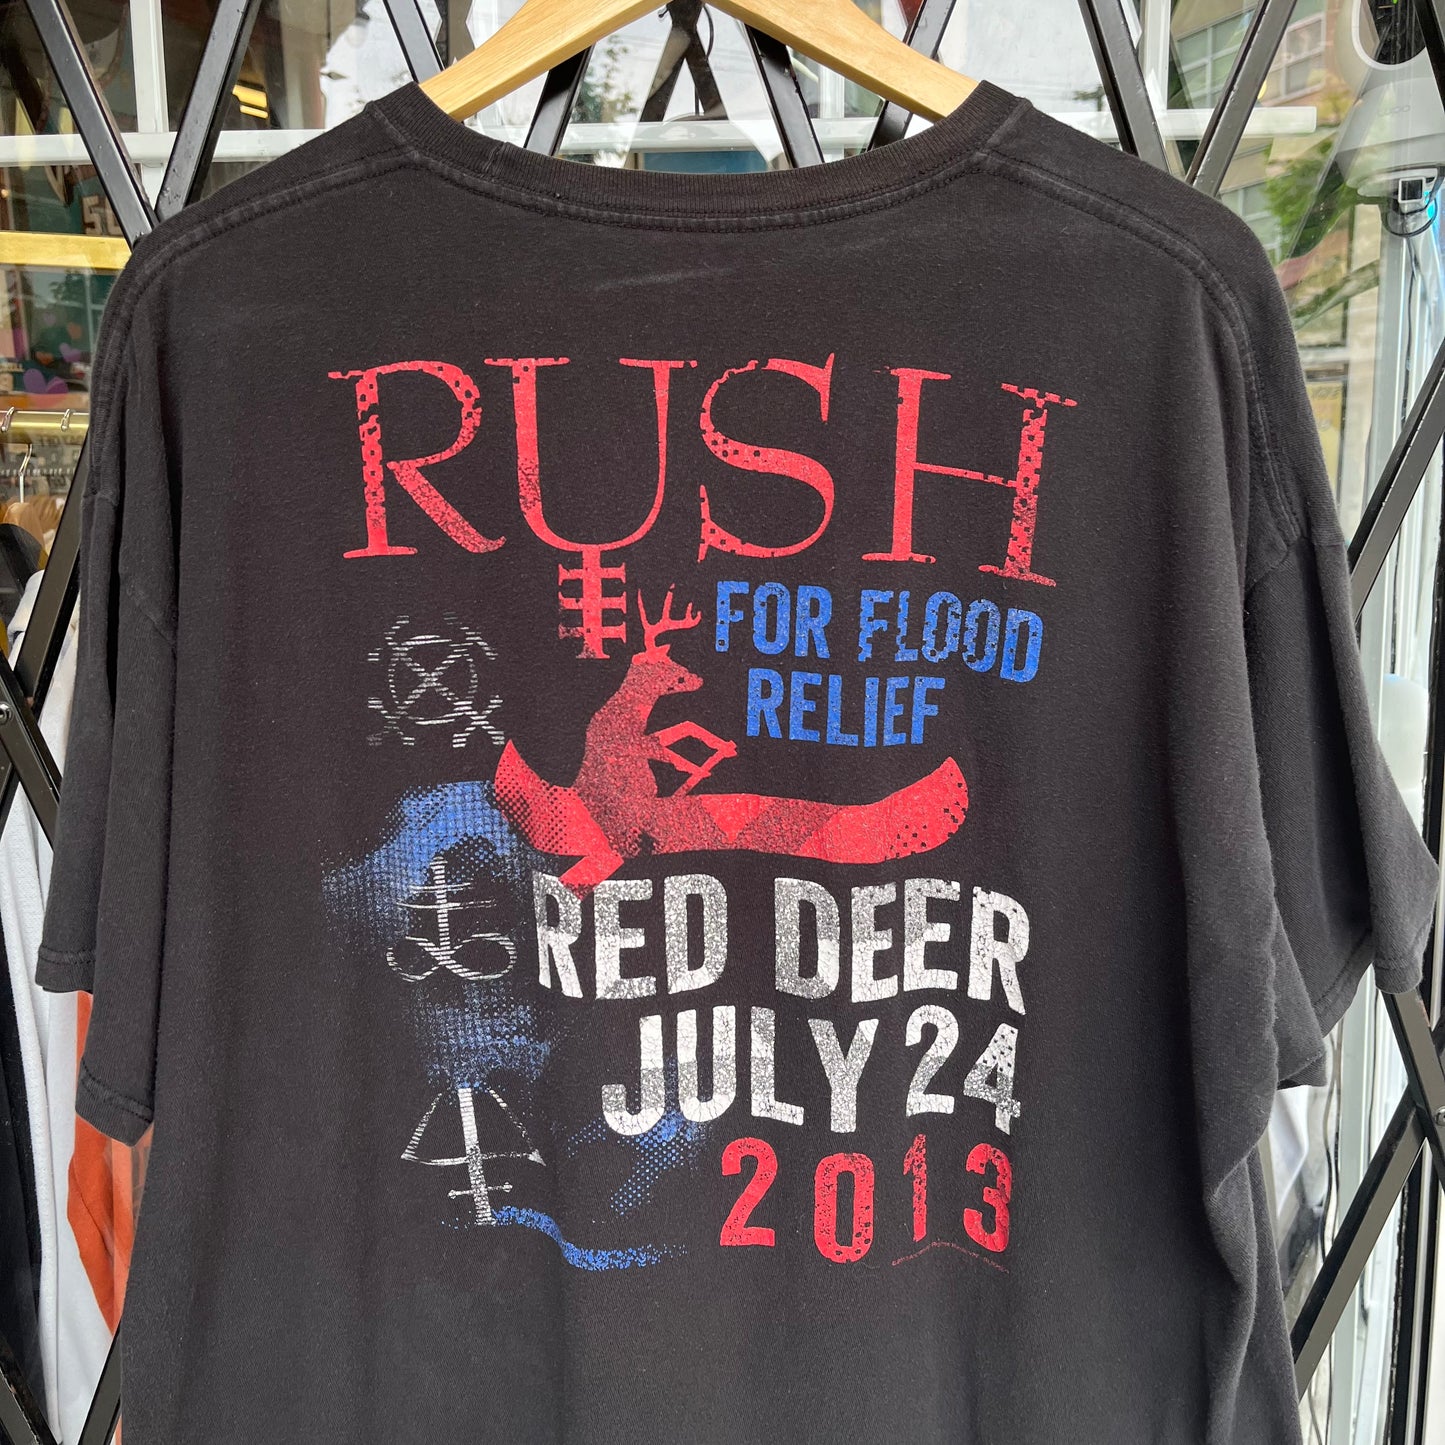 RUSH
FOR FLOOD
RELIEF
RED DEER
JULY 24
2013